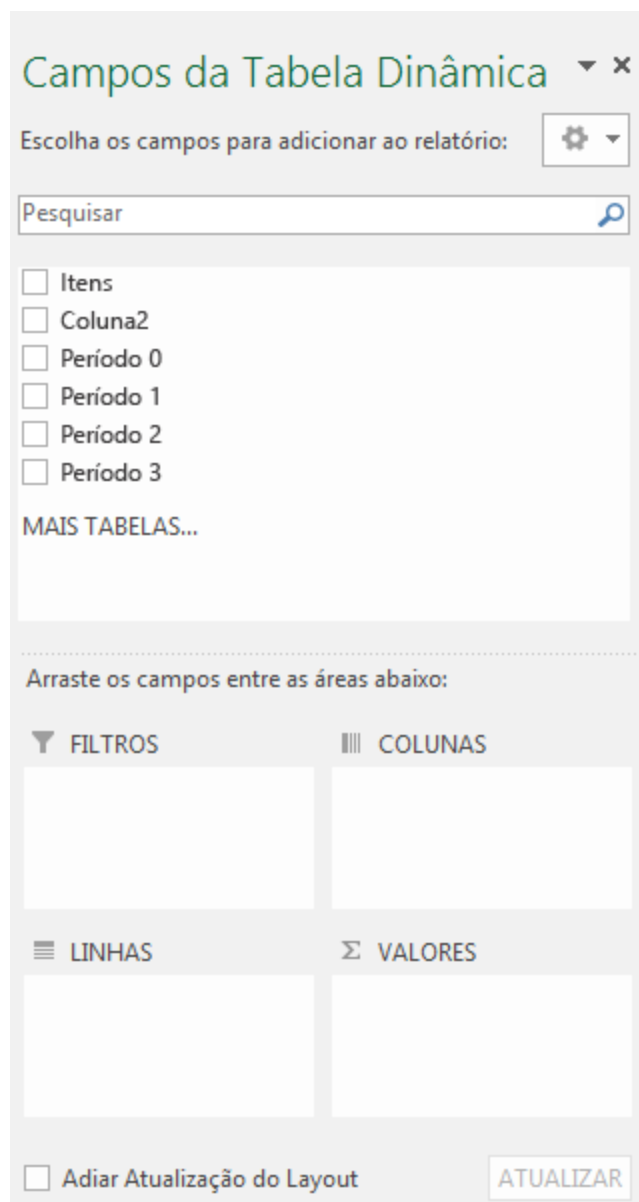 Campos da Tabela Dinâmica
Escolha os campos para adicionar ao relatório:
Pesquisar
Itens
Coluna2
Período 0
Período 1
Período 2
Período 3
MAIS TABELAS...
Arraste os campos entre as áreas abaixo:
FILTROS
COLUNAS
LINHAS
VALORES
Adiar Atualização do Layout
ATUALIZAR